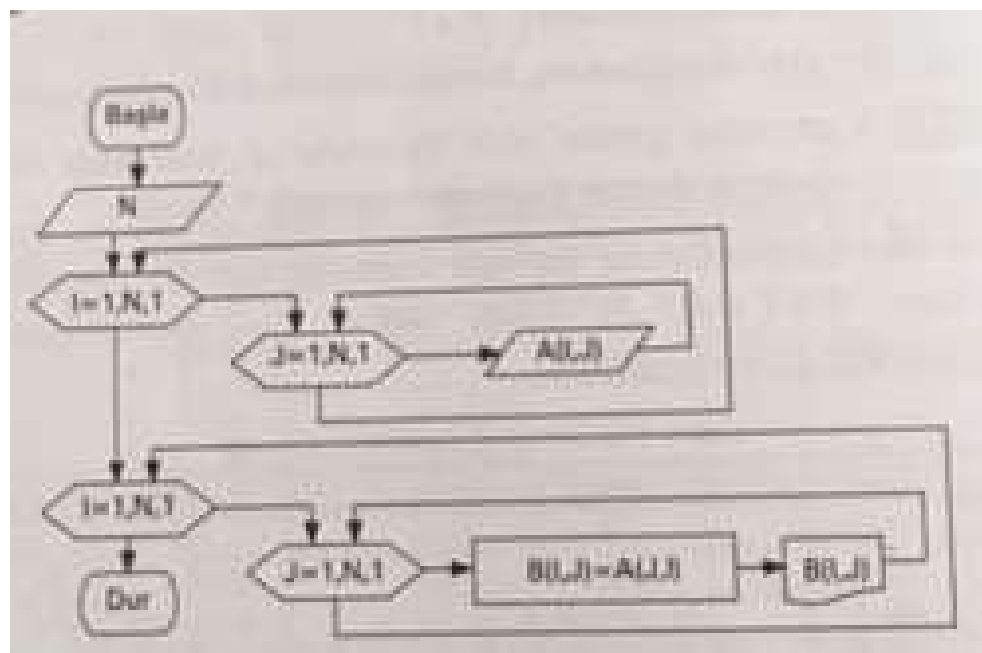 Başla
N
I=1,N,1
J=1,N,1
A(I,J)
I=1,N,1
J=1,N,1
B(I,J)=A(J,I)
B(I,J)
Dur